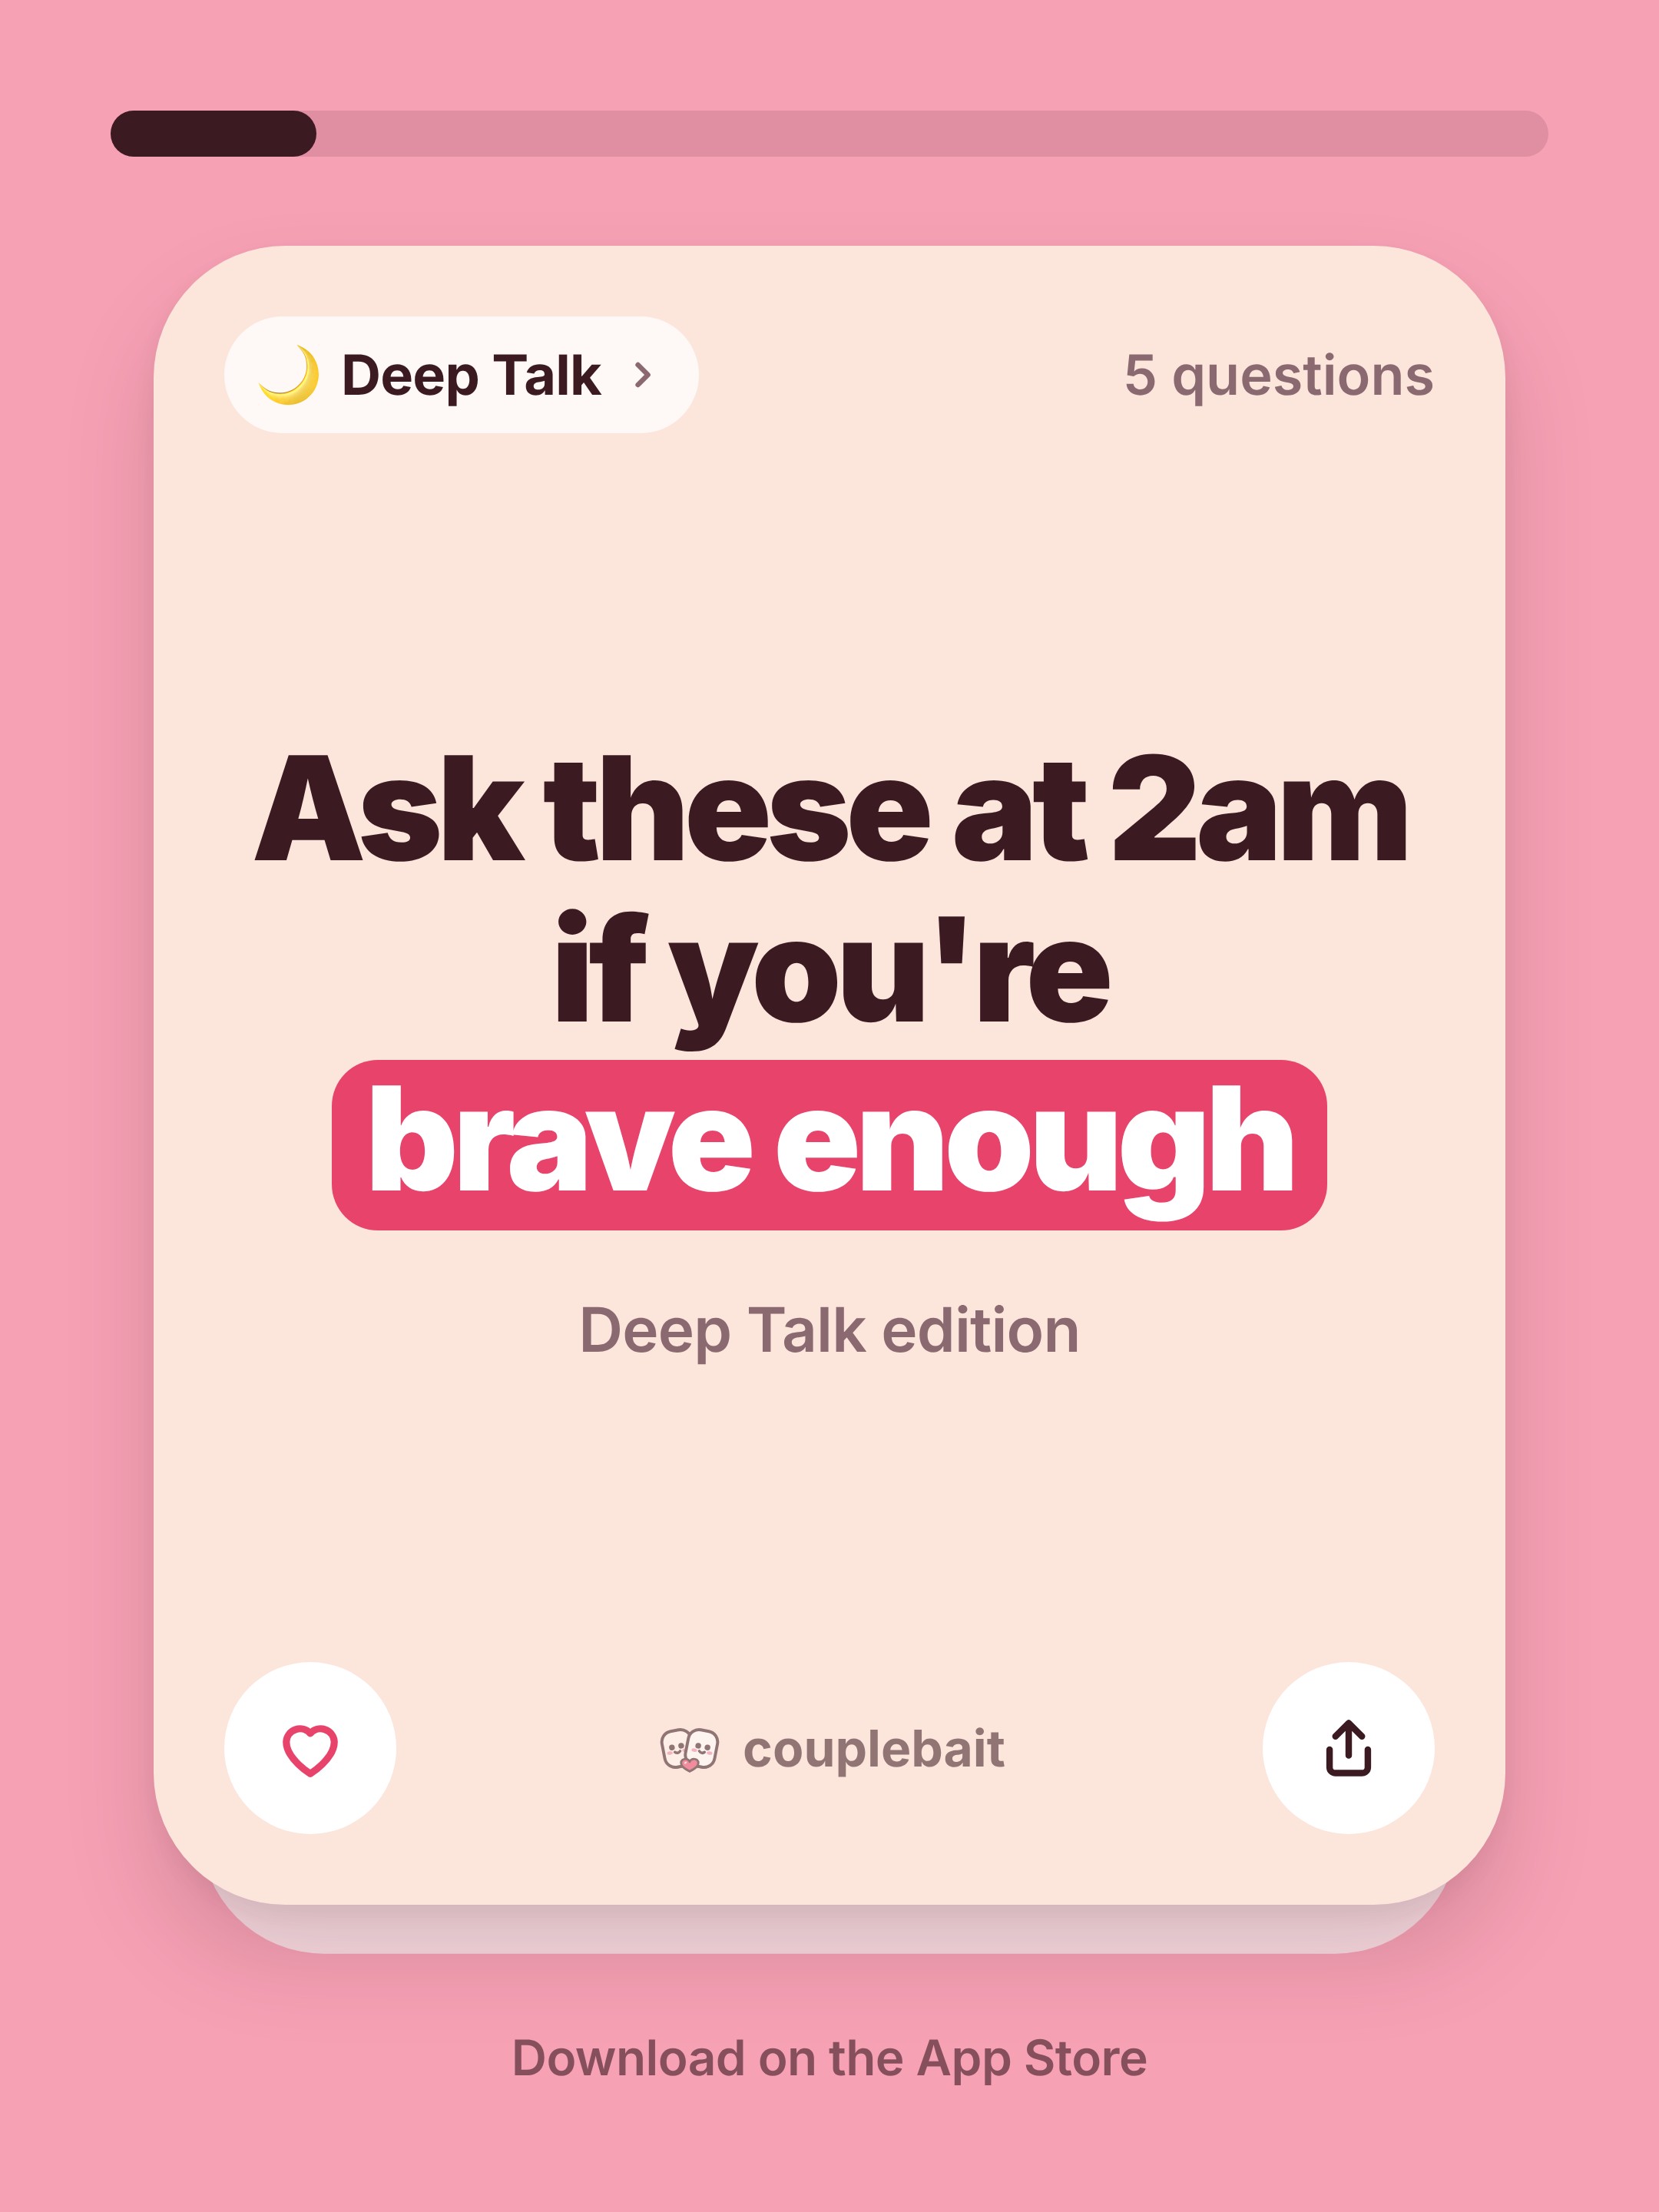 Deep Talk
5 questions
Ask these at 2am
if you're
brave enough
Deep Talk edition
couplebait
Download on the App Store